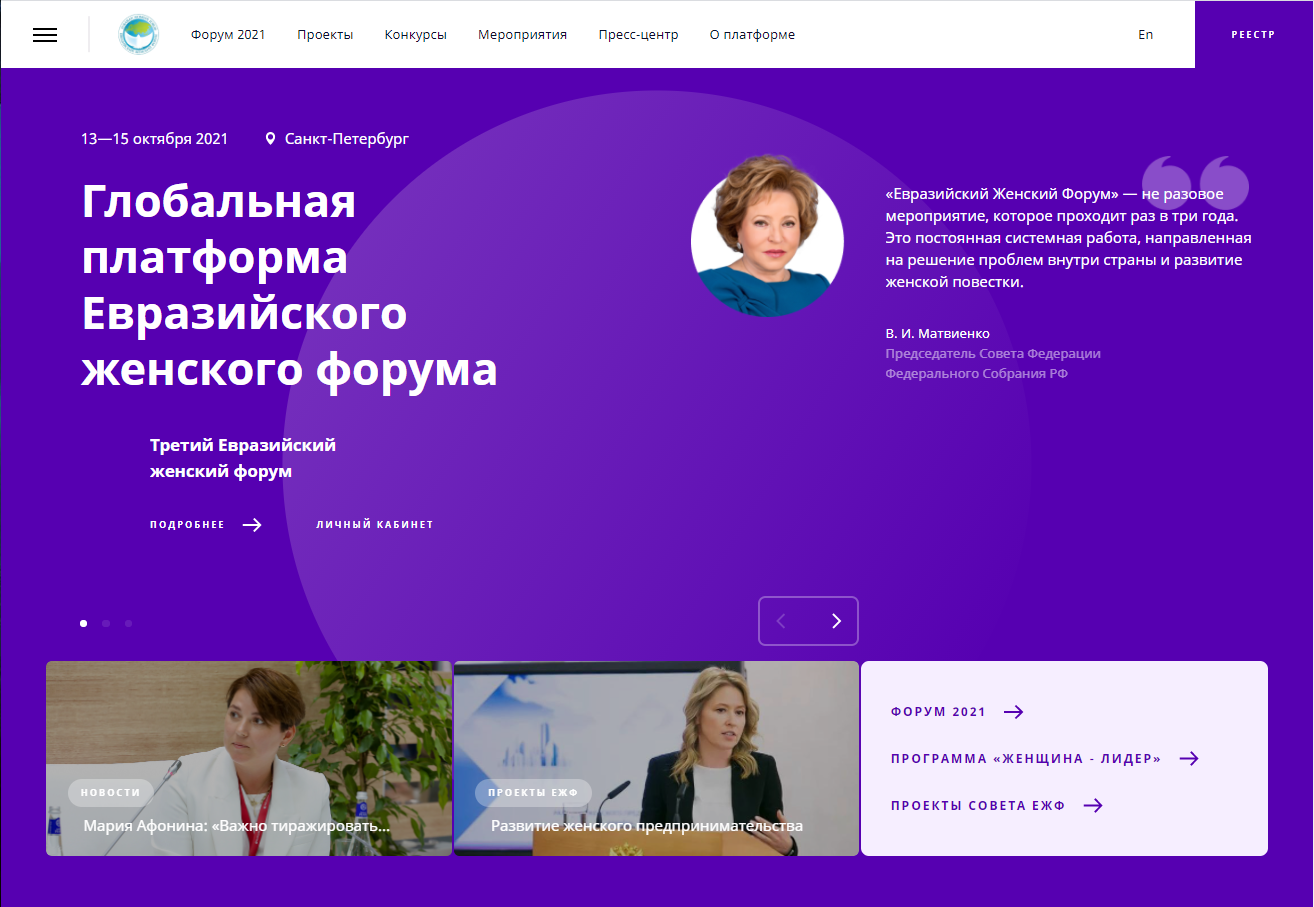 Форум 2021
Проекты
Конкурсы
Мероприятия
Пресс-центр
О платформе
En
РЕЕСТР
13—15 октября 2021
Санкт-Петербург
Глобальная
платформа
Евразийского
женского форума
«Евразийский Женский Форум» — не разовое
мероприятие, которое проходит раз в три года.
Это постоянная системная работа, направленная
на решение проблем внутри страны и развитие
женской повестки.
В. И. Матвиенко
Председатель Совета Федерации
Федерального Собрания РФ
Третий Евразийский
женский форум
ПОДРОБНЕЕ
ЛИЧНЫЙ КАБИНЕТ
НОВОСТИ
Мария Афонина: «Важно тиражировать...
ПРОЕКТЫ ЕЖФ
Развитие женского предпринимательства
ФОРУМ 2021
ПРОГРАММА «ЖЕНЩИНА - ЛИДЕР»
ПРОЕКТЫ СОВЕТА ЕЖФ